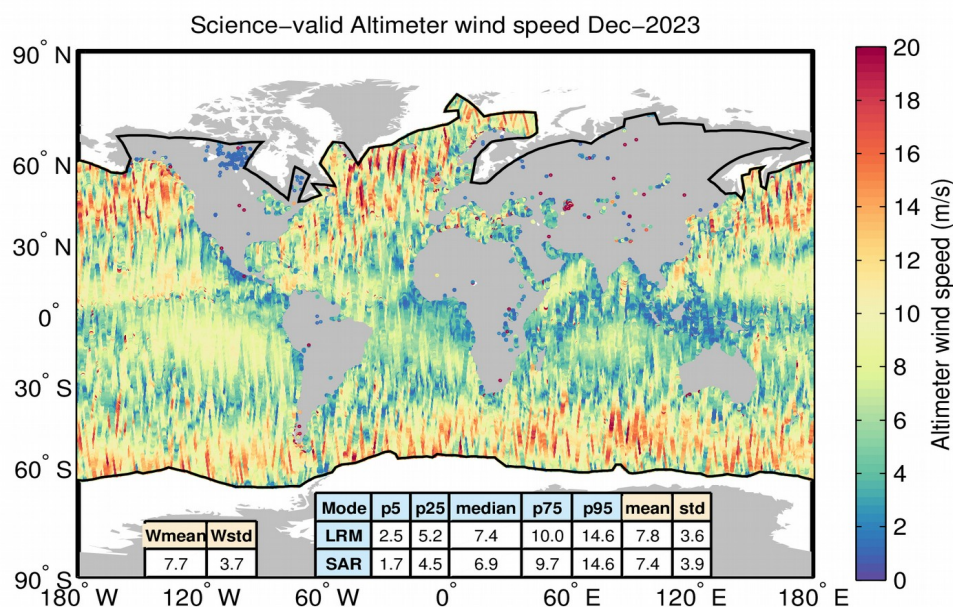 Science−valid Altimeter wind speed Dec−2023
90° N
60° N
30° N
0°
30° S
60° S
90° S
180° W 120° W 60° W 0° 60° E 120° E 180° E
Mode p5 p25 median p75 p95 mean std
LRM 2.5 5.2 7.4 10.0 14.6 7.8 3.6
SAR 1.7 4.5 6.9 9.7 14.6 7.4 3.9
Wmean Wstd
7.7 3.7
20
18
16
14
12
10
8
6
4
2
0
Altimeter wind speed (m/s)